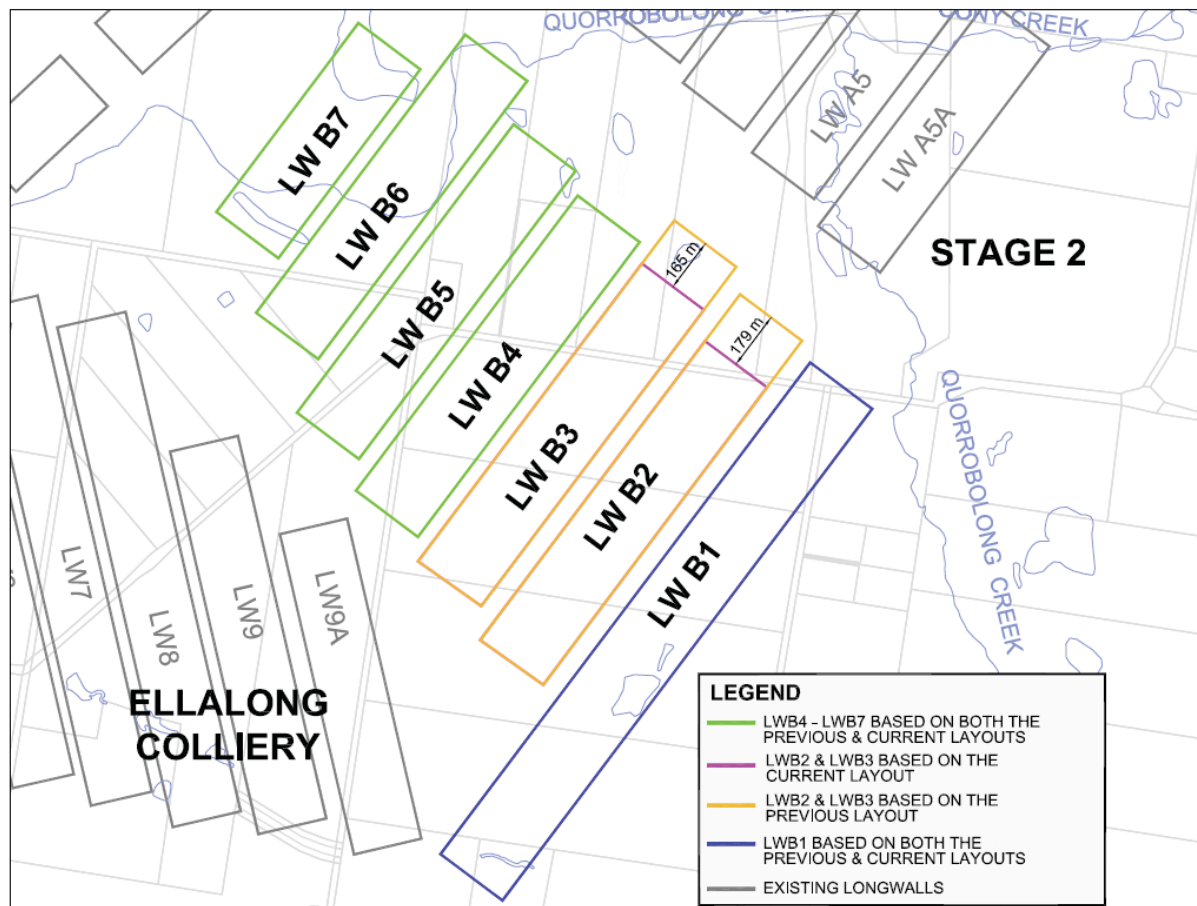 QUORROBOLONG
CONY CREEK
LW B7
LW B6
LW B5
LW B4
LW B3
LW B2
LW B1
165 m
179 m
LW A5
LW A5A
STAGE 2
QUORROBOLONG CREEK
LW7
LW8
LW9
LW9A
ELLALONG
COLLIERY
LEGEND
LWB4 - LWB7 BASED ON BOTH THE
PREVIOUS & CURRENT LAYOUTS
LWB2 & LWB3 BASED ON THE
CURRENT LAYOUT
LWB2 & LWB3 BASED ON THE
PREVIOUS LAYOUT
LWB1 BASED ON BOTH THE
PREVIOUS & CURRENT LAYOUTS
EXISTING LONGWALLS